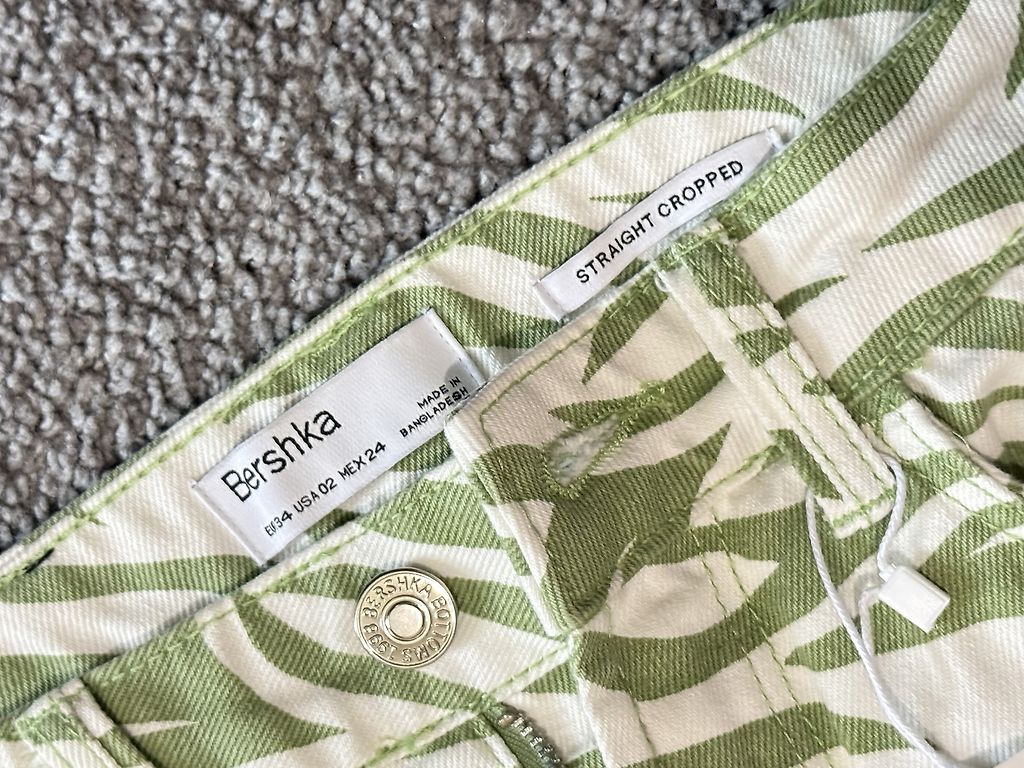 STRAIGHT CROPPED
Bershka
MADE IN
BANGLADESH
EU34 USA02 MEX24
BERSHKA BOTTOMS 1998